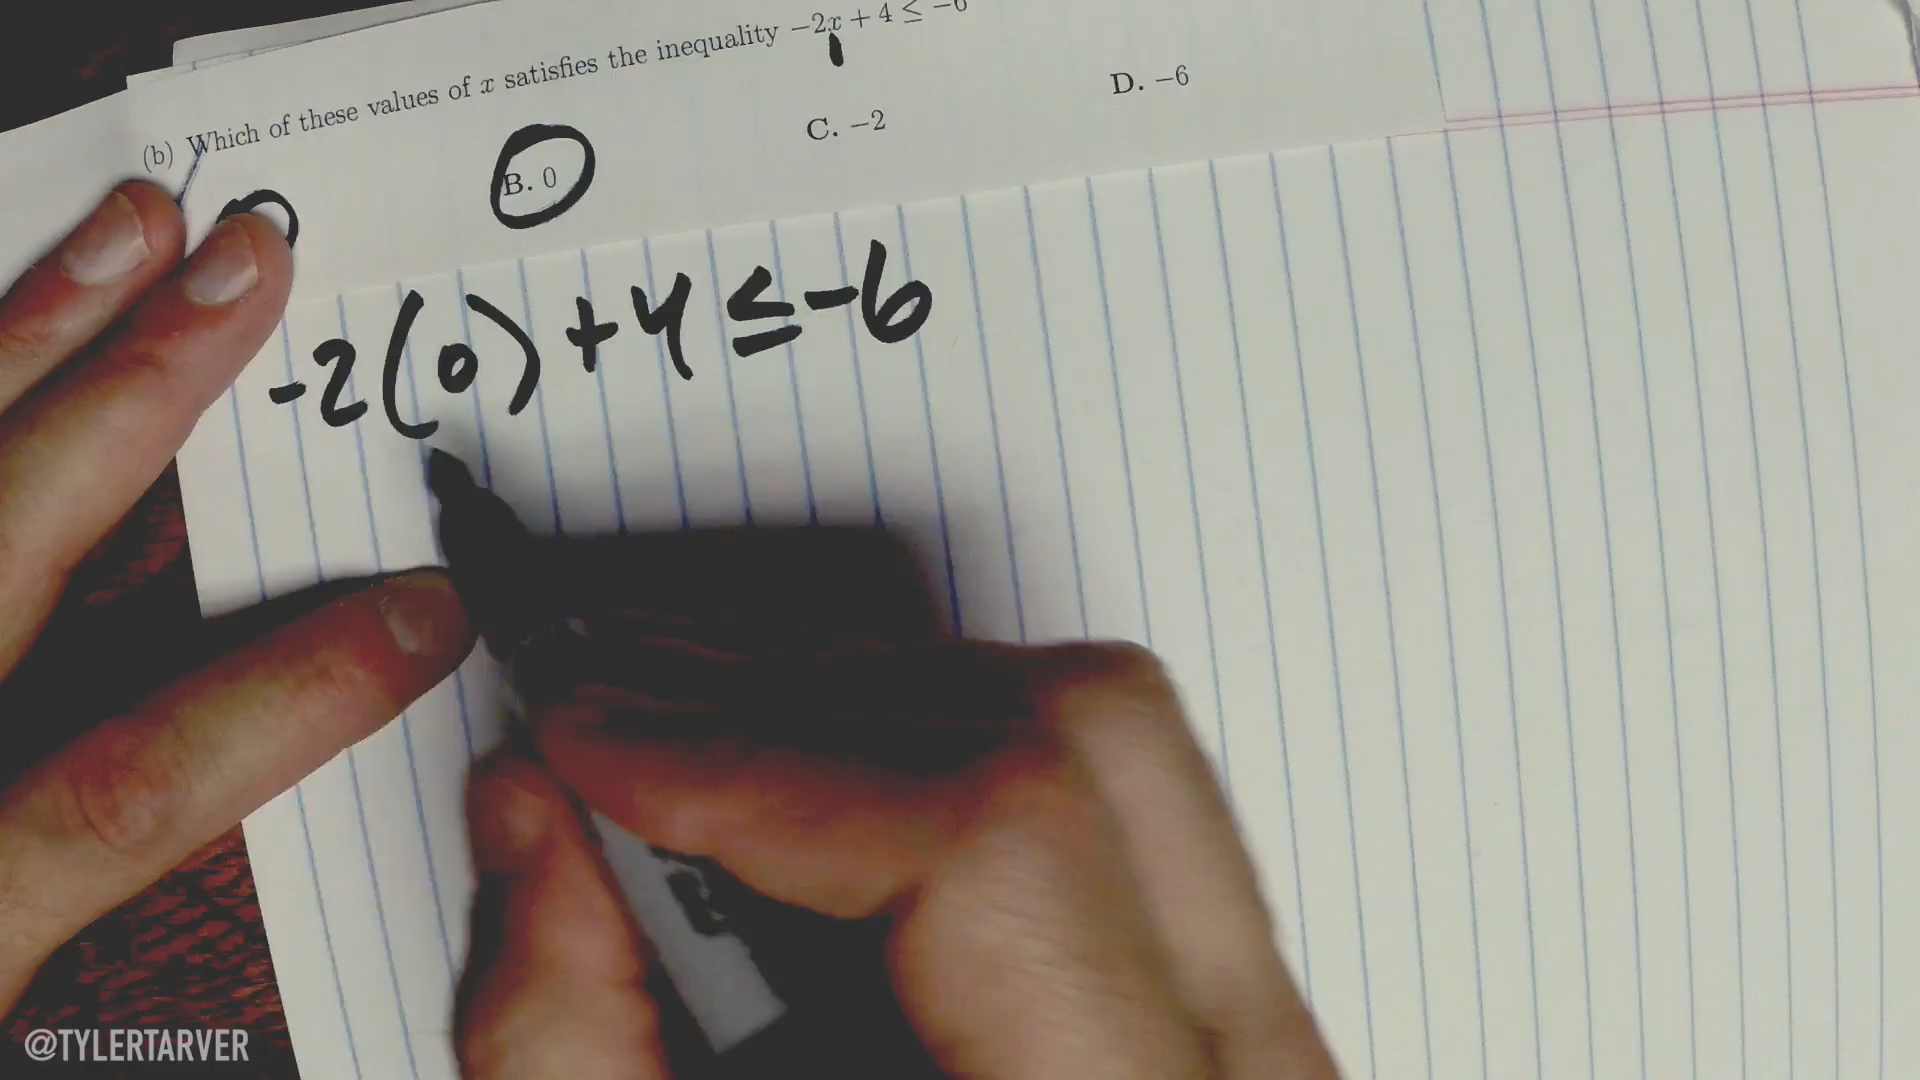 (b) Which of these values of x satisfies the inequality −2x + 4 ≤ −6
B. 0
C. −2
D. −6
-2(0)+4≤-6
@TYLERTARVER